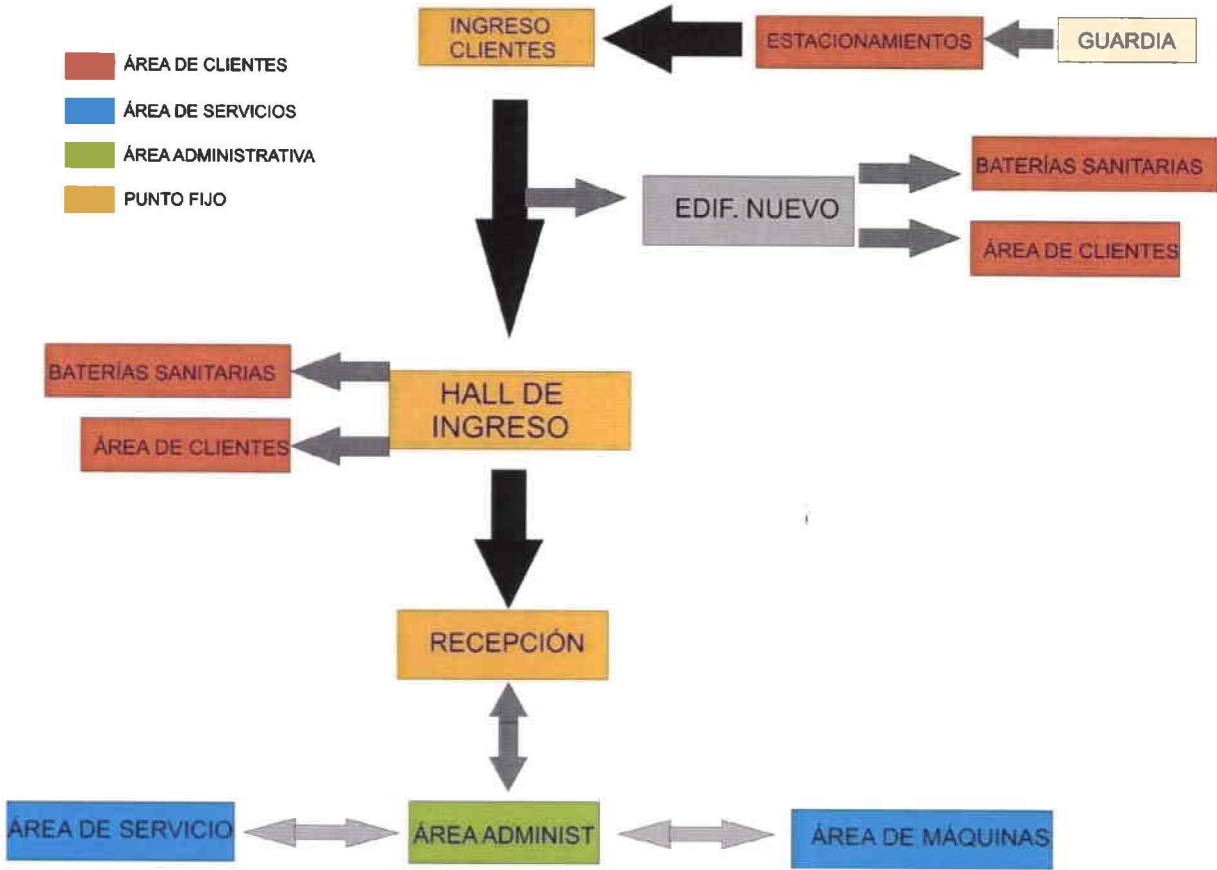 INGRESO
CLIENTES
ESTACIONAMIENTOS
GUARDIA
ÁREA DE CLIENTES
ÁREA DE SERVICIOS
ÁREA ADMINISTRATIVA
PUNTO FIJO
BATERÍAS SANITARIAS
EDIF. NUEVO
ÁREA DE CLIENTES
BATERÍAS SANITARIAS
HALL DE
INGRESO
ÁREA DE CLIENTES
RECEPCIÓN
ÁREA DE SERVICIO
ÁREA ADMINIST
ÁREA DE MÁQUINAS